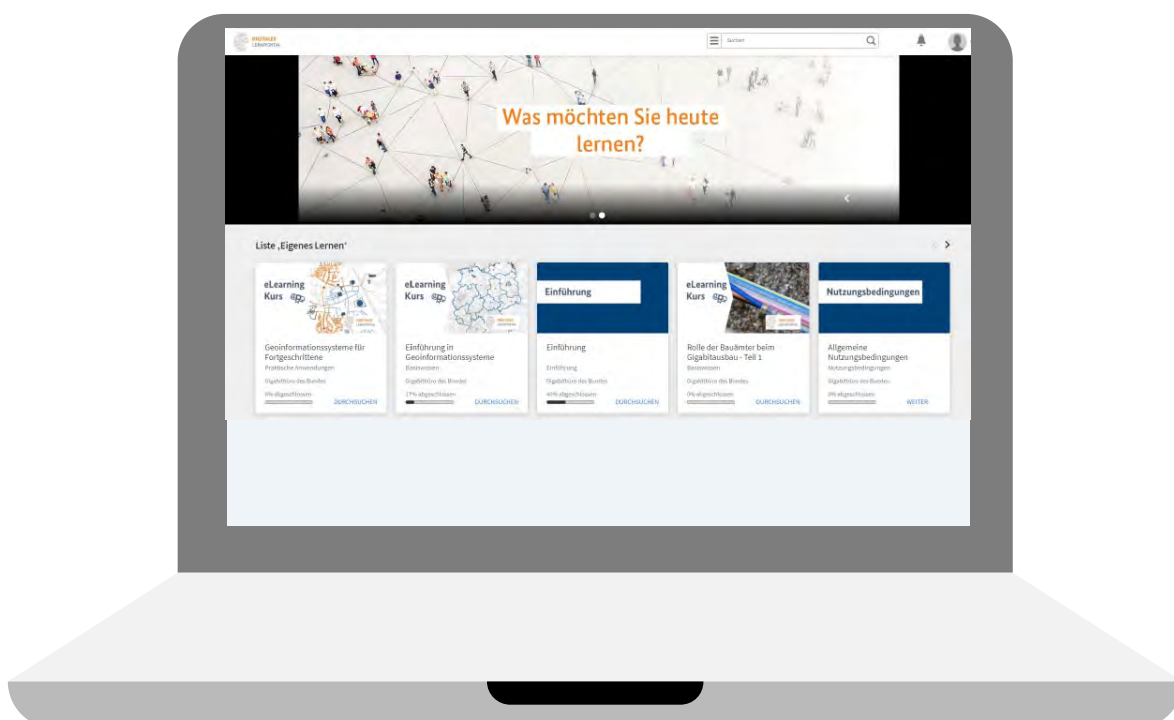 DIGITALES
LERNPORTAL
Suchen
Was möchten Sie heute
lernen?
Liste ‚Eigenes Lernen‘
eLearning
Kurs
Geoinformationssysteme für
Fortgeschrittene
Praktische Anwendungen
Gigabitbüro des Bundes
0% abgeschlossen
DURCHSUCHEN
eLearning
Kurs
Einführung in
Geoinformationssysteme
Basiswissen
Gigabitbüro des Bundes
17% abgeschlossen
DURCHSUCHEN
Einführung
Einführung
Einführung
Gigabitbüro des Bundes
40% abgeschlossen
DURCHSUCHEN
eLearning
Kurs
Rolle der Bauämter beim
Gigabitausbau - Teil 1
Basiswissen
Gigabitbüro des Bundes
0% abgeschlossen
DURCHSUCHEN
Nutzungsbedingungen
Allgemeine
Nutzungsbedingungen
Nutzungsbedingungen
Gigabitbüro des Bundes
0% abgeschlossen
WEITER